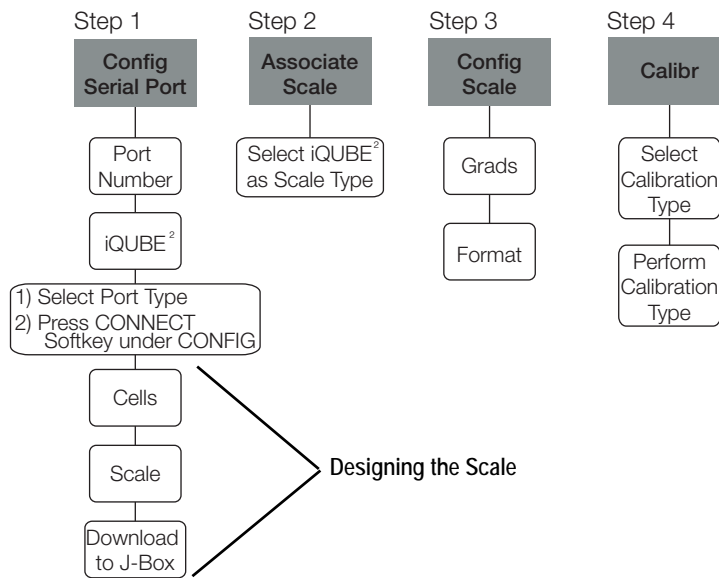 Step 1
Config
Serial Port
Port
Number
iQUBE²
1) Select Port Type
2) Press CONNECT
Softkey under CONFIG
Cells
Scale
Download
to J-Box
Designing the Scale
Step 2
Associate
Scale
Select iQUBE²
as Scale Type
Step 3
Config
Scale
Grads
Format
Step 4
Calibr
Select
Calibration
Type
Perform
Calibration
Type